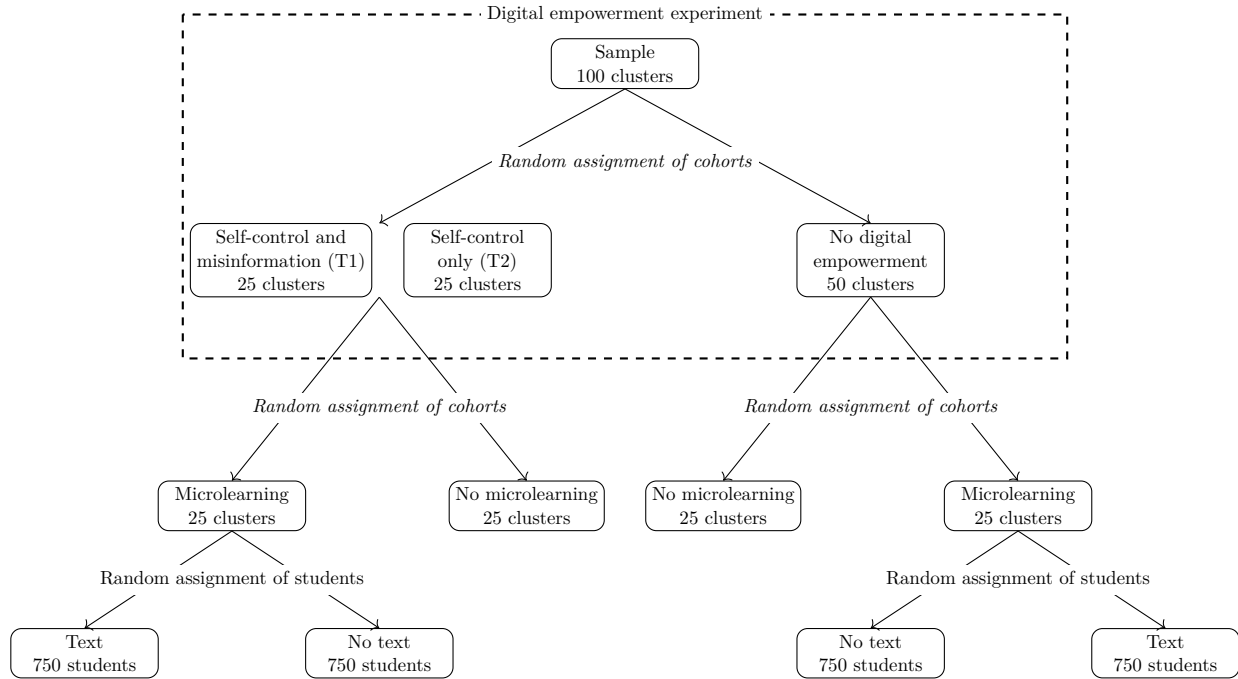 Digital empowerment experiment
Sample
100 clusters
Random assignment of cohorts
Self-control and
misinformation (T1)
25 clusters
Self-control
only (T2)
25 clusters
No digital
empowerment
50 clusters
Random assignment of cohorts
Random assignment of cohorts
Microlearning
25 clusters
No microlearning
25 clusters
No microlearning
25 clusters
Microlearning
25 clusters
Random assignment of students
Random assignment of students
Text
750 students
No text
750 students
No text
750 students
Text
750 students